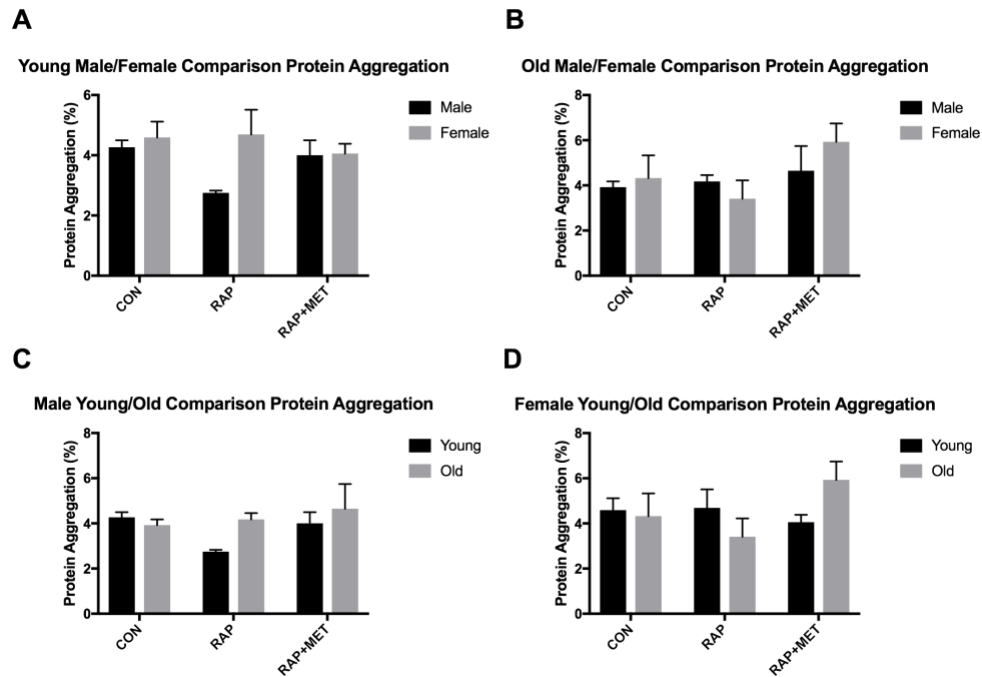 A
Young Male/Female Comparison Protein Aggregation
Protein Aggregation (%)
6
4
2
0
CON
RAP
RAP+MET
Male
Female
B
Old Male/Female Comparison Protein Aggregation
Protein Aggregation (%)
8
6
4
2
0
CON
RAP
RAP+MET
Male
Female
C
Male Young/Old Comparison Protein Aggregation
Protein Aggregation (%)
8
6
4
2
0
CON
RAP
RAP+MET
Young
Old
D
Female Young/Old Comparison Protein Aggregation
Protein Aggregation (%)
8
6
4
2
0
CON
RAP
RAP+MET
Young
Old